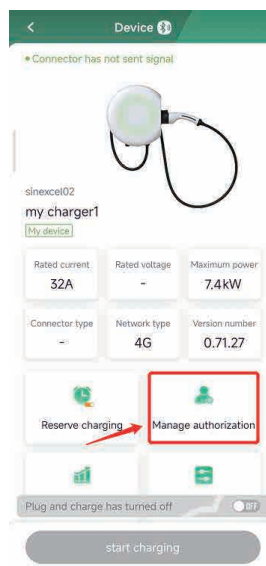 Device
Connector has not sent signal
sinexcel02
my charger1
My device
Rated current
Rated voltage
Maximum power
32A
-
7.4kW
Connector type
Network type
Version number
-
4G
0.71.27
Reserve charging
Manage authorization
Plug and charge has turned off
OFF
start charging